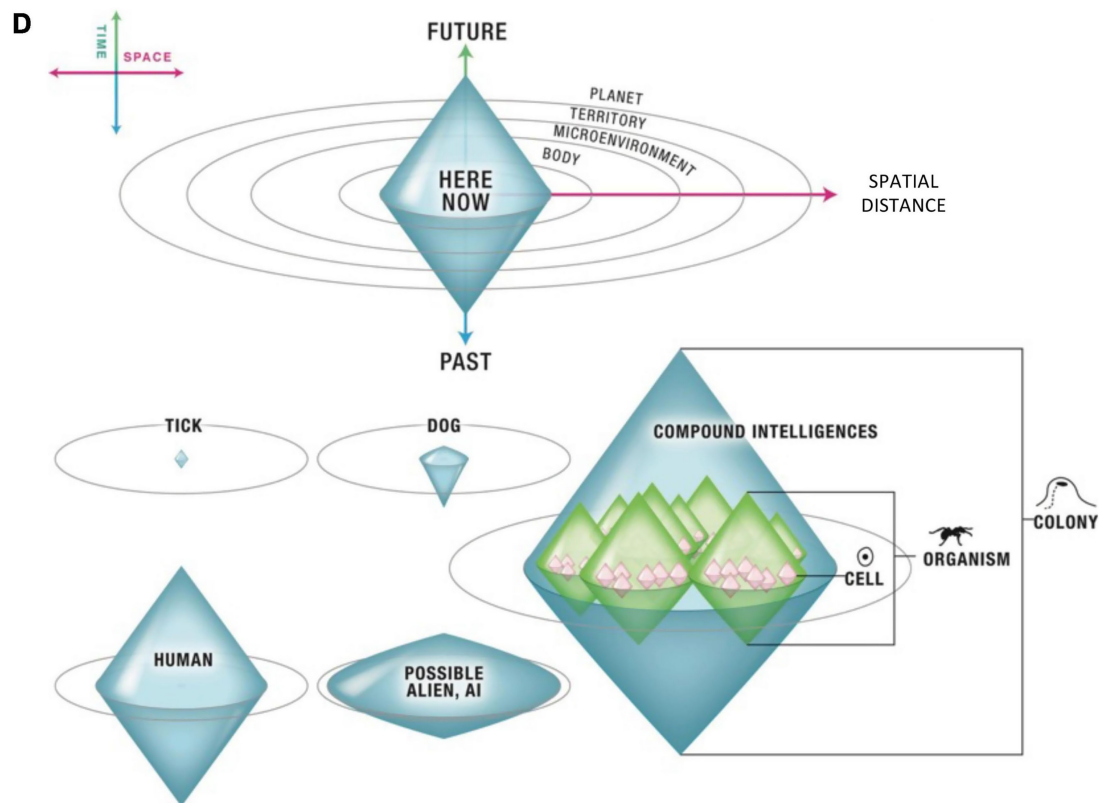 D
TIME
SPACE
FUTURE
PLANET
TERRITORY
MICROENVIRONMENT
BODY
HERE
NOW
SPATIAL
DISTANCE
PAST
TICK
DOG
COMPOUND INTELLIGENCES
COLONY
ORGANISM
CELL
HUMAN
POSSIBLE
ALIEN, AI